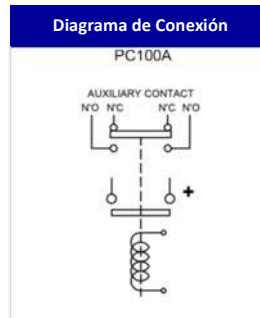 Diagrama de Conexión
PC100A
AUXILIARY CONTACT
N'O N'C N'C N'O
+